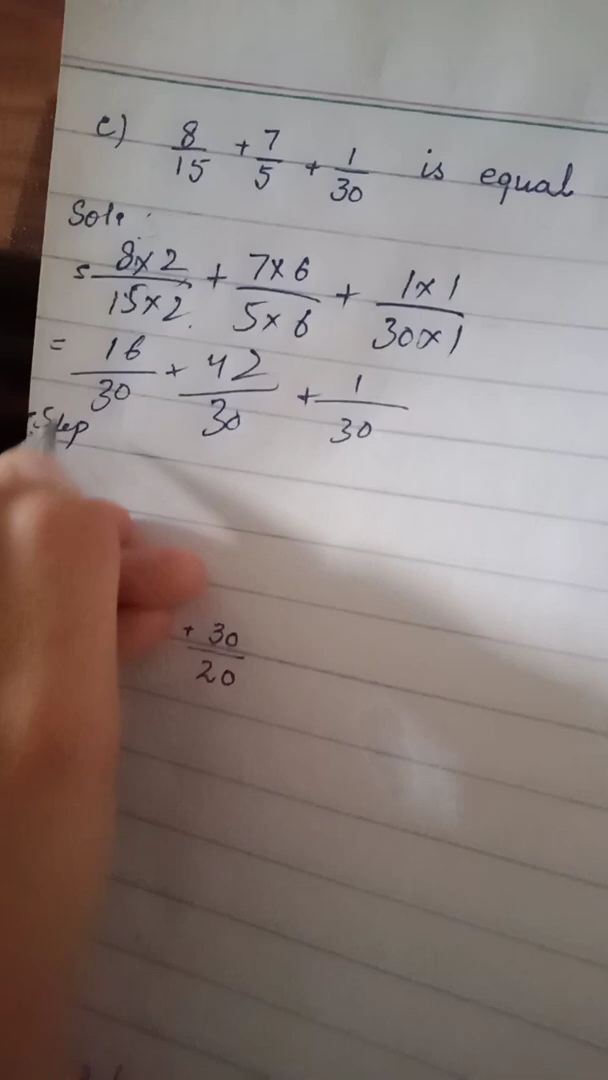 c) 8/15 + 7/5 + 1/30 is equal
Soln.
= 8×2/15×2 + 7×6/5×6 + 1×1/30×1
= 16/30 + 42/30 + 1/30
Step
+ 30/20